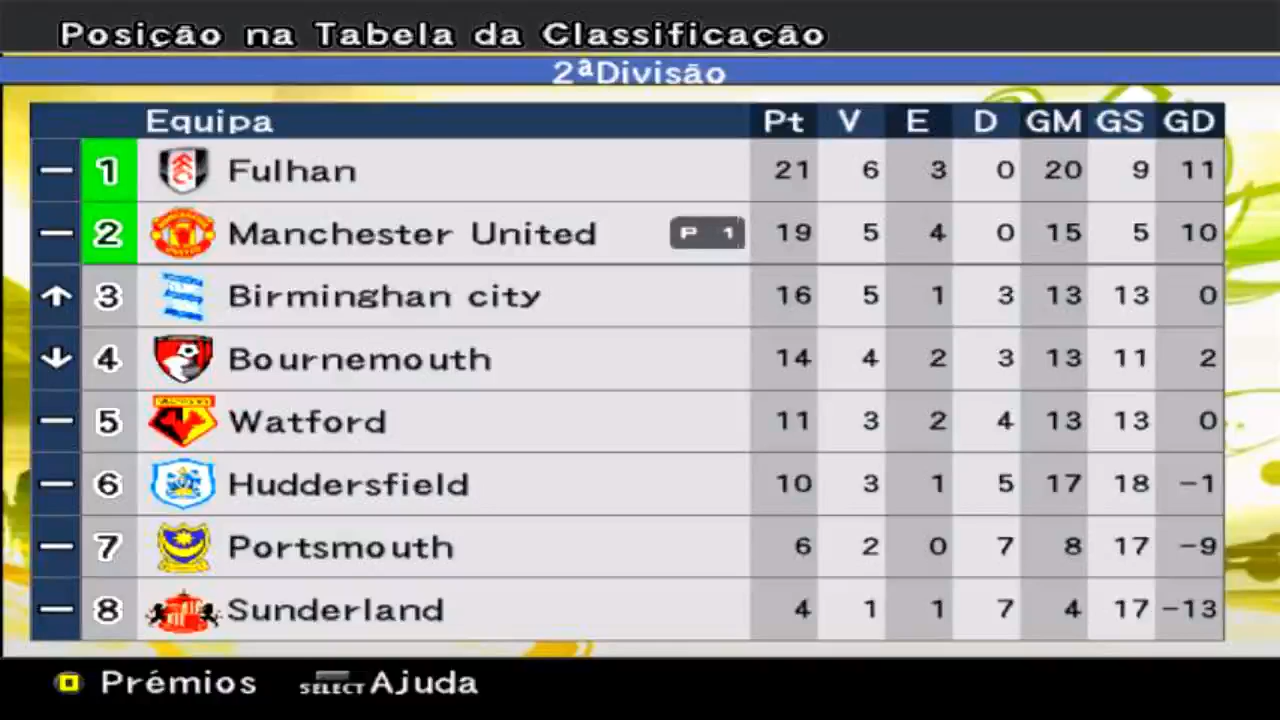 Posição na Tabela da Classificação
2ªDivisão
Equipa Pt V E D GM GS GD
1 Fulhan 21 6 3 0 20 9 11
2 Manchester United P 1 19 5 4 0 15 5 10
3 Birminghan city 16 5 1 3 13 13 0
4 Bournemouth 14 4 2 3 13 11 2
5 Watford 11 3 2 4 13 13 0
6 Huddersfield 10 3 1 5 17 18 -1
7 Portsmouth 6 2 0 7 8 17 -9
8 Sunderland 4 1 1 7 4 17 -13
Prémios SELECT Ajuda